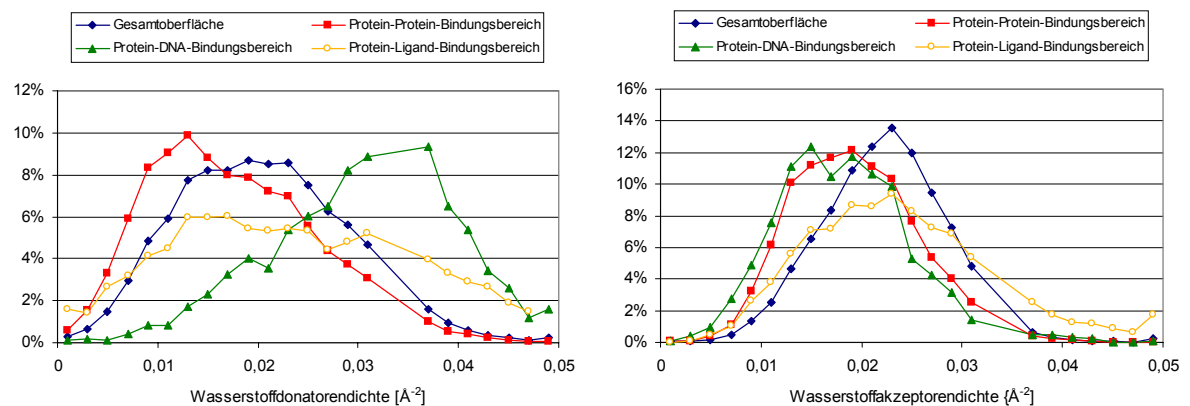 Gesamtoberfläche Protein-Protein-Bindungsbereich
Protein-DNA-Bindungsbereich Protein-Ligand-Bindungsbereich
12%
10%
8%
6%
4%
2%
0%
0 0,01 0,02 0,03 0,04 0,05
Wasserstoffdonatorendichte [Å⁻²]
Gesamtoberfläche Protein-Protein-Bindungsbereich
Protein-DNA-Bindungsbereich Protein-Ligand-Bindungsbereich
16%
14%
12%
10%
8%
6%
4%
2%
0%
0 0,01 0,02 0,03 0,04 0,05
Wasserstoffakzeptorendichte {Å⁻²]